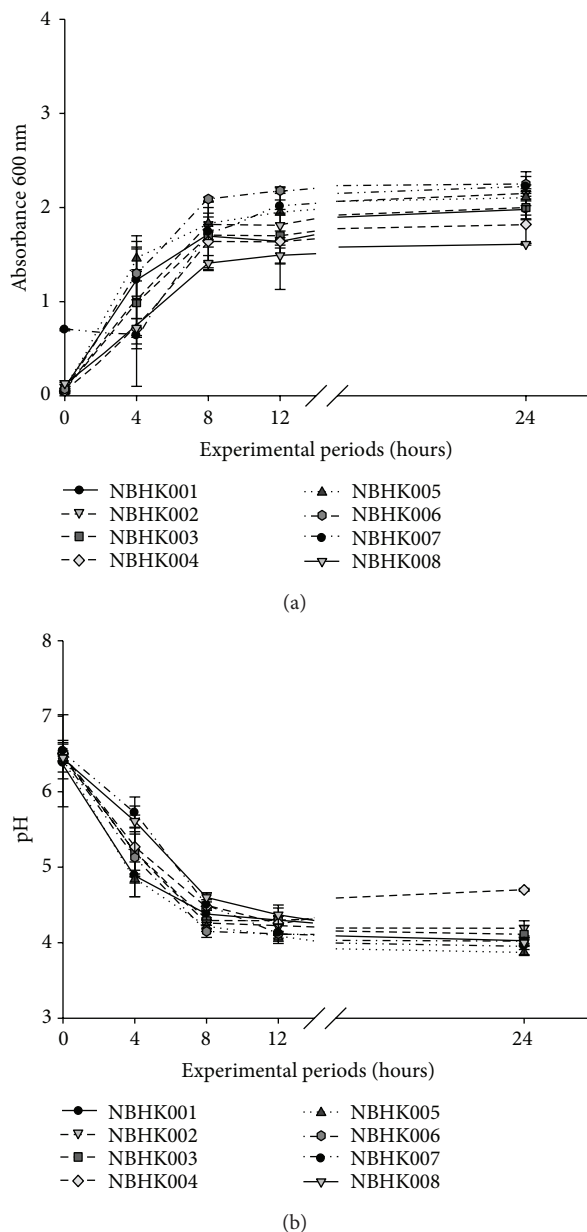 4
3
2
1
0
Absorbance 600 nm
0 4 8 12 24
Experimental periods (hours)
NBHK001 NBHK005
NBHK002 NBHK006
NBHK003 NBHK007
NBHK004 NBHK008
(a)
8
7
6
5
4
3
pH
0 4 8 12 24
Experimental periods (hours)
NBHK001 NBHK005
NBHK002 NBHK006
NBHK003 NBHK007
NBHK004 NBHK008
(b)